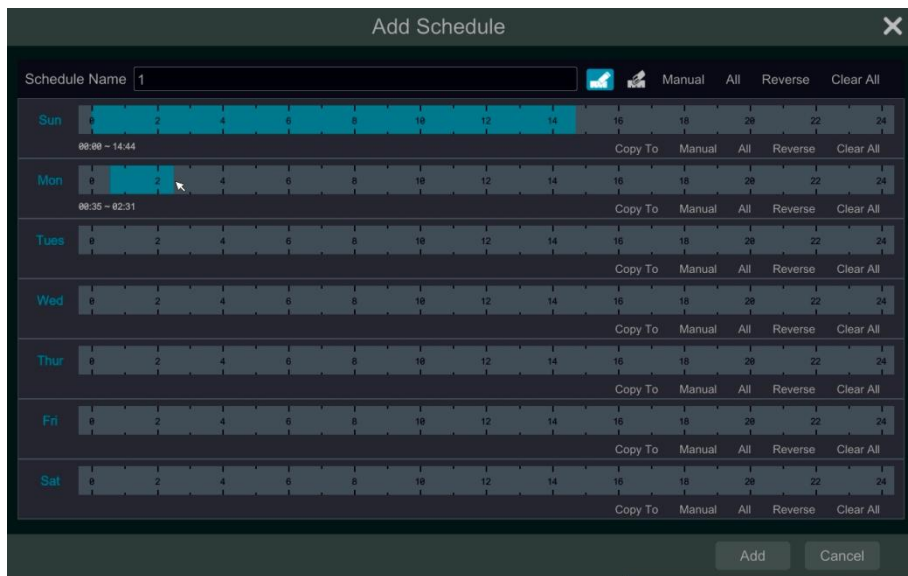 Add Schedule
Schedule Name 1 Manual All Reverse Clear All
Sun 0 2 4 6 8 10 12 14 16 18 20 22 24
00:00 ~ 14:44 Copy To Manual All Reverse Clear All
Mon 0 2 4 6 8 10 12 14 16 18 20 22 24
00:35 ~ 02:31 Copy To Manual All Reverse Clear All
Tues 0 2 4 6 8 10 12 14 16 18 20 22 24
Copy To Manual All Reverse Clear All
Wed 0 2 4 6 8 10 12 14 16 18 20 22 24
Copy To Manual All Reverse Clear All
Thur 0 2 4 6 8 10 12 14 16 18 20 22 24
Copy To Manual All Reverse Clear All
Fri 0 2 4 6 8 10 12 14 16 18 20 22 24
Copy To Manual All Reverse Clear All
Sat 0 2 4 6 8 10 12 14 16 18 20 22 24
Copy To Manual All Reverse Clear All
Add Cancel